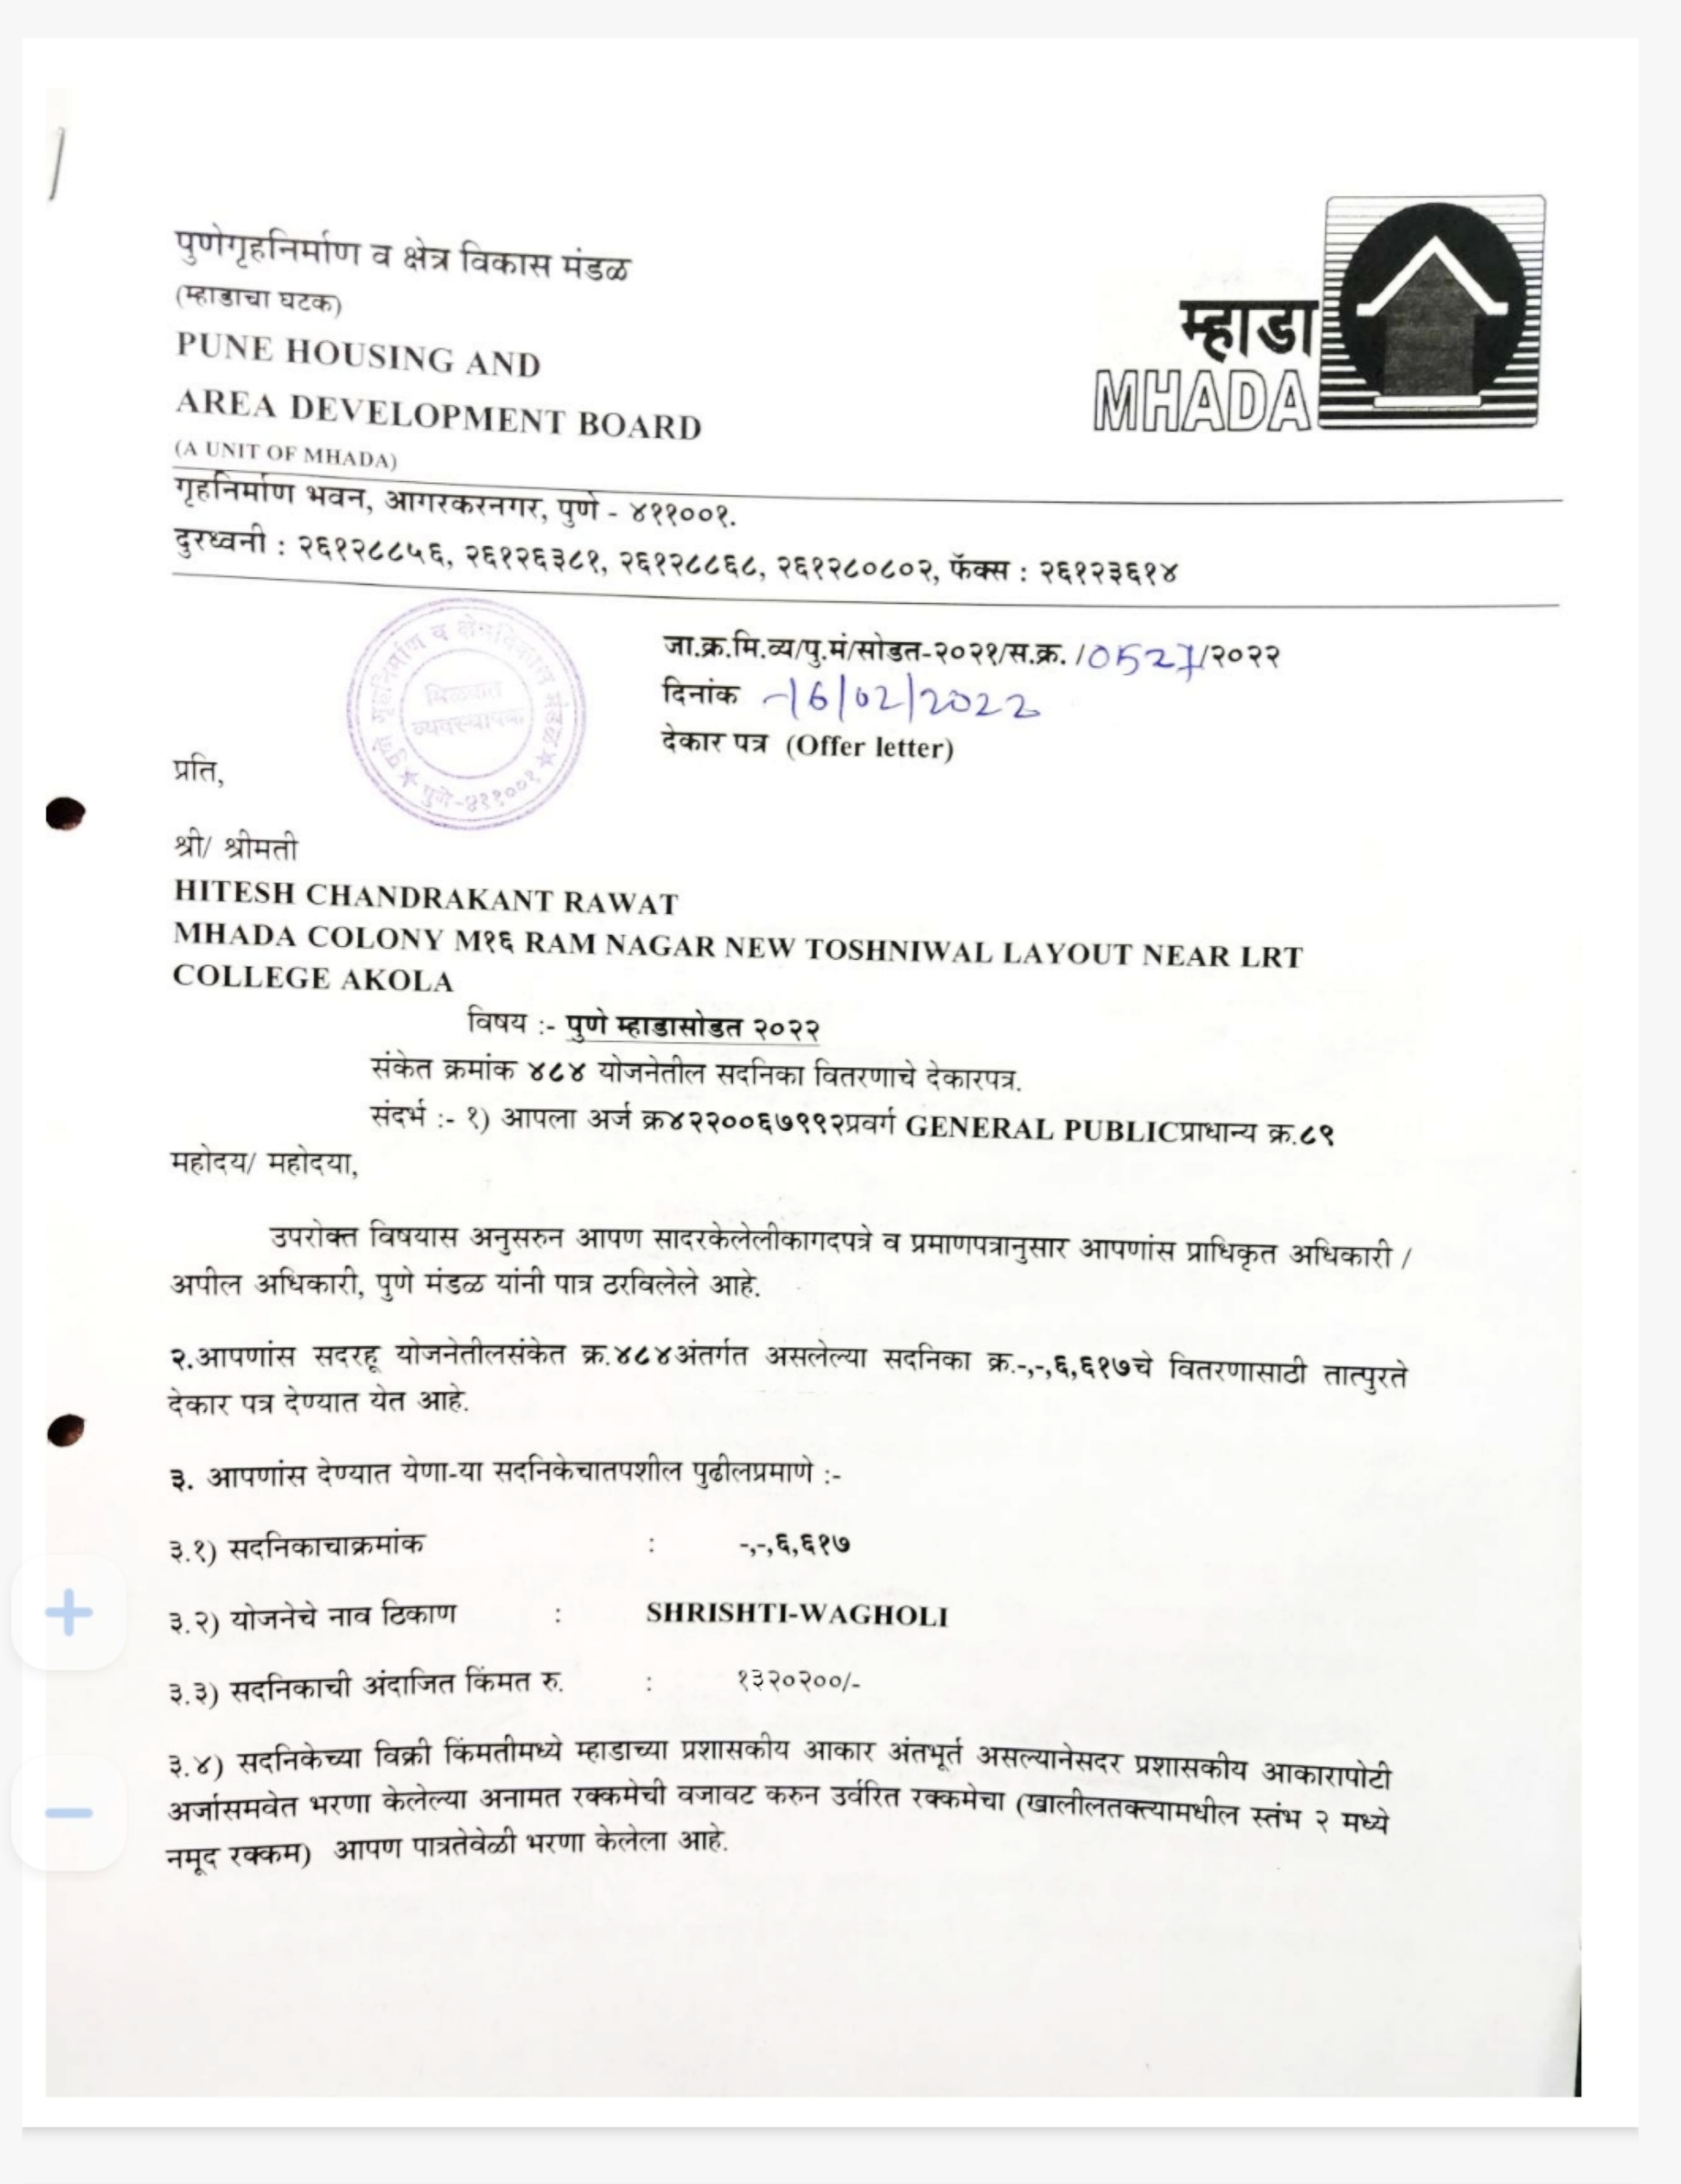 पुणेगृहनिर्माण व क्षेत्र विकास मंडळ
(म्हाडाचा घटक)
PUNE HOUSING AND
AREA DEVELOPMENT BOARD
(A UNIT OF MHADA)
म्हाडा
MHADA
गृहनिर्माण भवन, आगरकरनगर, पुणे - ४११००१.
दुरध्वनी : २६१२८८५६, २६१२६३८१, २६१२८८६८, २६१२८०८०२, फॅक्स : २६१२३६१४
पुणे गृहनिर्माण व क्षेत्रविकास मंडळ ★ पुणे-४११००१ ★
मिळकत
व्यवस्थापक
जा.क्र.मि.व्य/पु.मं/सोडत-२०२१/स.क्र. /0527/२०२२
दिनांक -16/02/2022
देकार पत्र (Offer letter)
प्रति,
श्री/ श्रीमती
HITESH CHANDRAKANT RAWAT
MHADA COLONY M१६ RAM NAGAR NEW TOSHNIWAL LAYOUT NEAR LRT
COLLEGE AKOLA
विषय :- पुणे म्हाडासोडत २०२२
संकेत क्रमांक ४८४ योजनेतील सदनिका वितरणाचे देकारपत्र.
संदर्भ :- १) आपला अर्ज क्र४२२००६७९९२प्रवर्ग GENERAL PUBLICप्राधान्य क्र.८९
महोदय/ महोदया,
उपरोक्त विषयास अनुसरुन आपण सादरकेलेलीकागदपत्रे व प्रमाणपत्रानुसार आपणांस प्राधिकृत अधिकारी /
अपील अधिकारी, पुणे मंडळ यांनी पात्र ठरविलेले आहे.
२.आपणांस सदरहू योजनेतीलसंकेत क्र.४८४अंतर्गत असलेल्या सदनिका क्र.-,-,६,६१७चे वितरणासाठी तात्पुरते
देकार पत्र देण्यात येत आहे.
३. आपणांस देण्यात येणा-या सदनिकेचातपशील पुढीलप्रमाणे :-
३.१) सदनिकाचाक्रमांक : -,-,६,६१७
३.२) योजनेचे नाव ठिकाण : SHRISHTI-WAGHOLI
३.३) सदनिकाची अंदाजित किंमत रु. : १३२०२००/-
३.४) सदनिकेच्या विक्री किंमतीमध्ये म्हाडाच्या प्रशासकीय आकार अंतभूर्त असल्यानेसदर प्रशासकीय आकारापोटी
अर्जासमवेत भरणा केलेल्या अनामत रक्कमेची वजावट करुन उर्वरित रक्कमेचा (खालीलतक्त्यामधील स्तंभ २ मध्ये
नमूद रक्कम) आपण पात्रतेवेळी भरणा केलेला आहे.